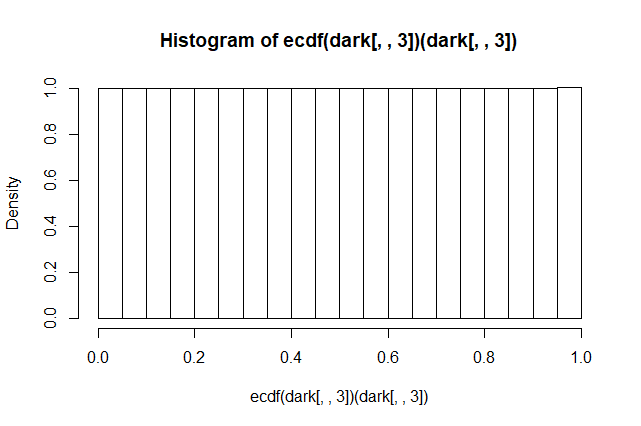 Histogram of ecdf(dark[, , 3])(dark[, , 3])
Density
1.0
0.8
0.6
0.4
0.2
0.0
0.0 0.2 0.4 0.6 0.8 1.0
ecdf(dark[, , 3])(dark[, , 3])